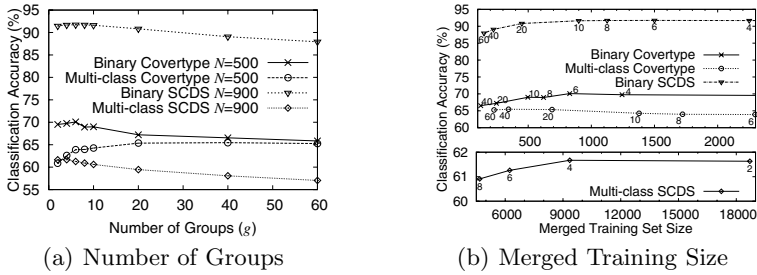 Classification Accuracy (%)
95
90
85
80
75
70
65
60
55
Binary Covertype N=500
Multi-class Covertype N=500
Binary SCDS N=900
Multi-class SCDS N=900
0 10 20 30 40 50 60
Number of Groups (g)
(a) Number of Groups
Classification Accuracy (%)
95
90
85
80
75
70
65
60
60 40 20 10 8 6 4
Binary Covertype
Multi-class Covertype
Binary SCDS
40 20 10 8 6 4
60 40 20 10 8 6
500 1000 1500 2000
62
61
60
8 6 4 2
Multi-class SCDS
6000 9000 12000 15000 18000
Merged Training Set Size
(b) Merged Training Size